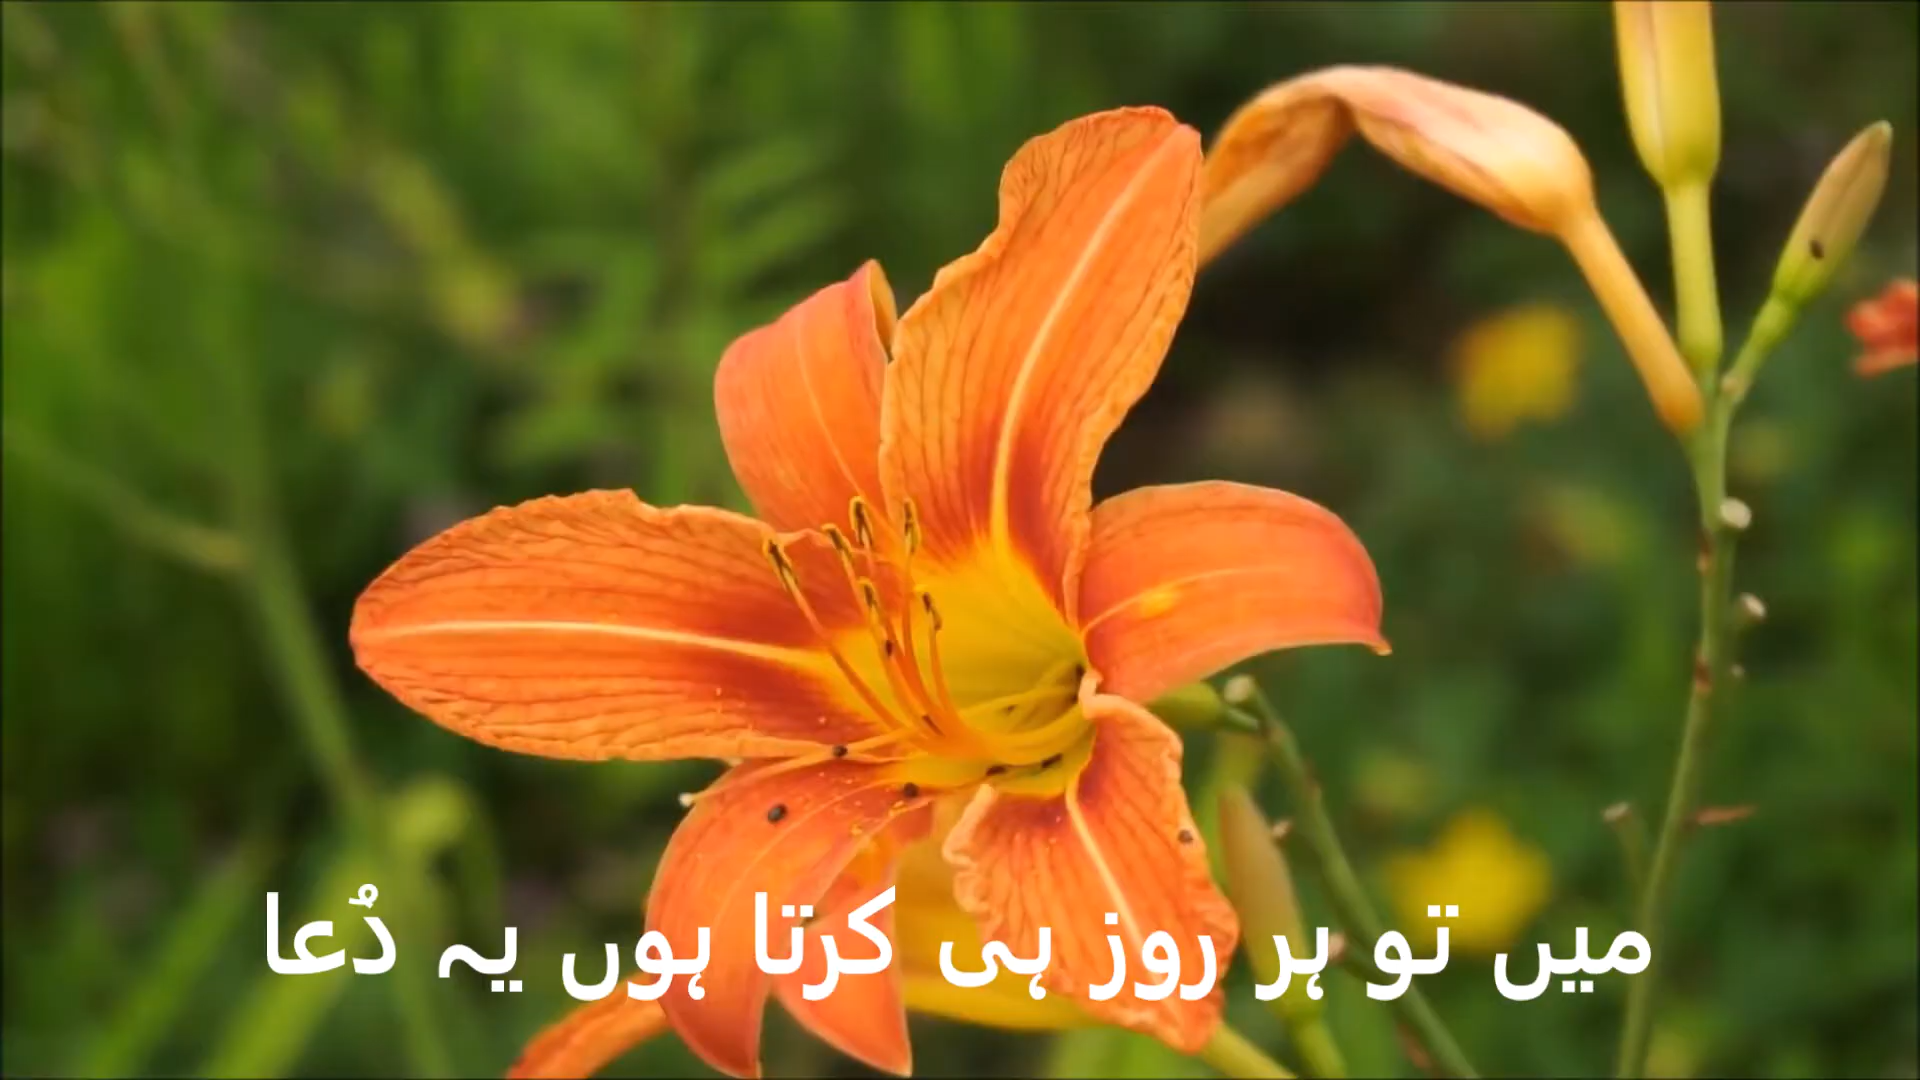 میں تو ہر روز ہی کرتا ہوں یہ دُعا